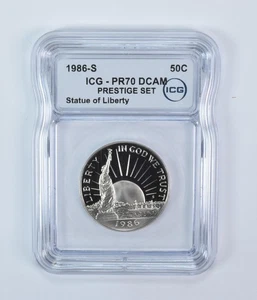 1986-S 50C
ICG - PR70 DCAM
PRESTIGE SET
Statue of Liberty
ICG
LIBERTY IN GOD WE TRUST
1986